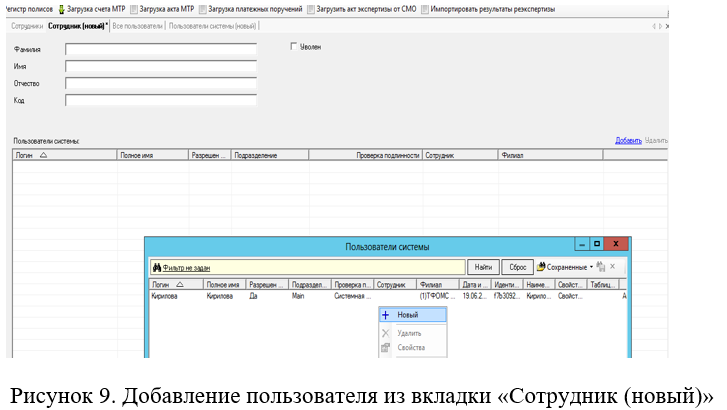 Регистр полисов Загрузка счета МТР Загрузка акта МТР Загрузка платежных поручений Загрузить акт экспертизы от СМО Импортировать результаты реэкспертизы
Сотрудники Сотрудник (новый)* Все пользователи Пользователи системы (новый)
Фамилия Уволен
Имя
Отчество
Код
Пользователи системы: Добавить Удалить
Логин Полное имя Разрешен ... Подразделение Проверка подлинности Сотрудник Филиал
Пользователи системы
Фильтр не задан Найти Сброс Сохраненные
Логин Полное имя Разрешен ... Подраздел... Проверка п... Сотрудник Филиал Дата и ... Иденти... Наиме... Свойст... Таблиц...
Кирилова Кирилова Да Main Системная ... (1)ТФОМС ... 19.06.2... f7b3092... Кирило... Свойст... А
Новый
Удалить
Свойства
Рисунок 9. Добавление пользователя из вкладки «Сотрудник (новый)»